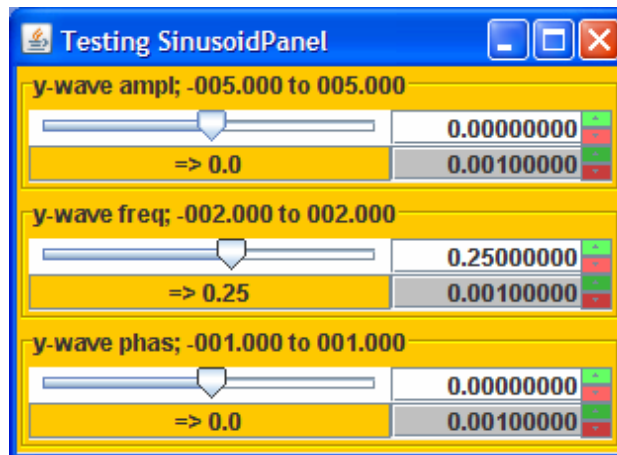 Testing SinusoidPanel
y-wave ampl; -005.000 to 005.000
0.00000000
=> 0.0 0.00100000
y-wave freq; -002.000 to 002.000
0.25000000
=> 0.25 0.00100000
y-wave phas; -001.000 to 001.000
0.00000000
=> 0.0 0.00100000